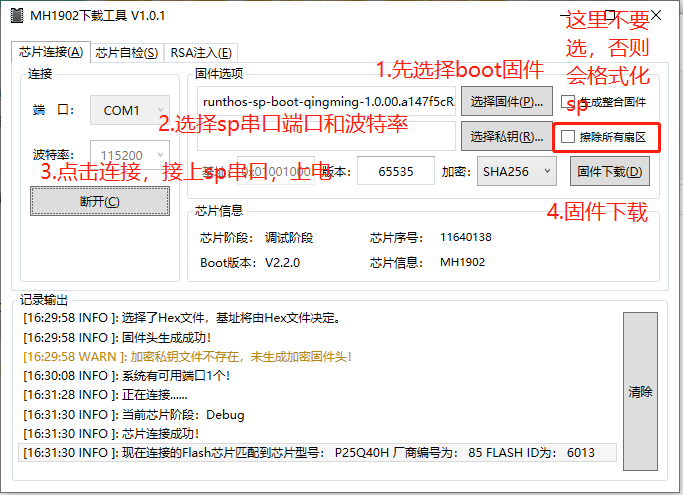 MH1902下载工具 V1.0.1
这里不要
选，否则
会格式化
sp
芯片连接(A) 芯片自检(S) RSA注入(E)
连接
端 口： COM1
波特率： 115200
断开(C)
固件选项
1.先选择boot固件
runthos-sp-boot-qingming-1.0.00.a147f5cR 选择固件(P)... 生成整合固件
2.选择sp串口端口和波特率
选择私钥(R)... 擦除所有扇区
3.点击连接，接上sp串口，上电
0x01001000 版本： 65535 加密： SHA256 固件下载(D)
4.固件下载
芯片信息
芯片阶段： 调试阶段 芯片序号： 11640138
Boot版本： V2.2.0 芯片信息： MH1902
记录输出
[16:29:58 INFO ]: 选择了Hex文件，基址将由Hex文件决定。
[16:29:58 INFO ]: 固件头生成成功!
[16:29:58 WARN ]: 加密私钥文件不存在，未生成加密固件头!
[16:30:08 INFO ]: 系统有可用端口1个!
[16:31:28 INFO ]: 正在连接......
[16:31:30 INFO ]: 当前芯片阶段：Debug
[16:31:30 INFO ]: 芯片连接成功!
[16:31:30 INFO ]: 现在连接的Flash芯片匹配到芯片型号： P25Q40H 厂商编号为： 85 FLASH ID为： 6013
清除